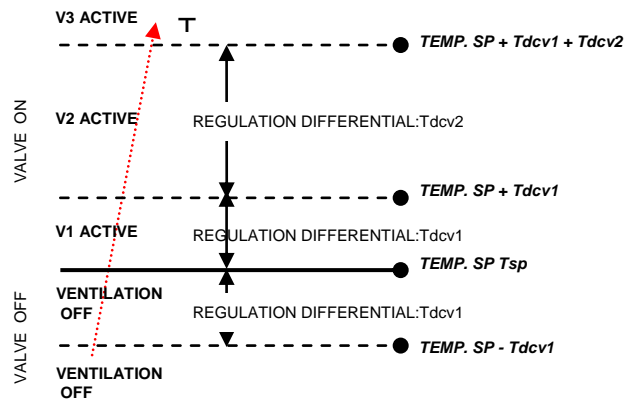 V3 ACTIVE
T
TEMP. SP + Tdcv1 + Tdcv2
VALVE ON
V2 ACTIVE
REGULATION DIFFERENTIAL:Tdcv2
TEMP. SP + Tdcv1
V1 ACTIVE
REGULATION DIFFERENTIAL:Tdcv1
TEMP. SP Tsp
VALVE OFF
VENTILATION
OFF
REGULATION DIFFERENTIAL:Tdcv1
TEMP. SP - Tdcv1
VENTILATION
OFF